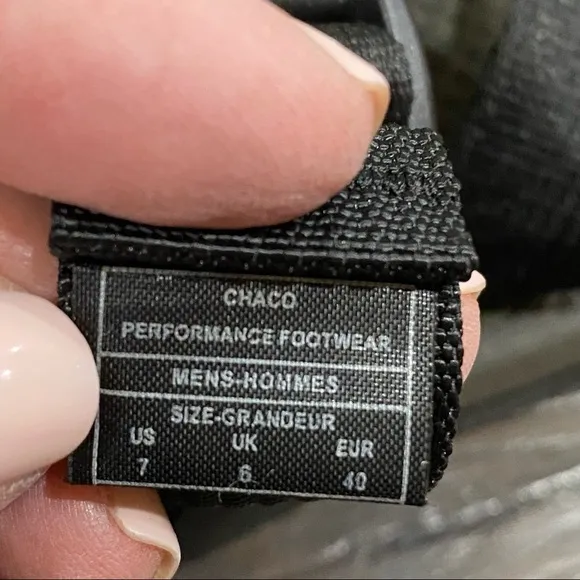 CHACO
PERFORMANCE FOOTWEAR
MENS-HOMMES
SIZE-GRANDEUR
US UK EUR
7 6 40